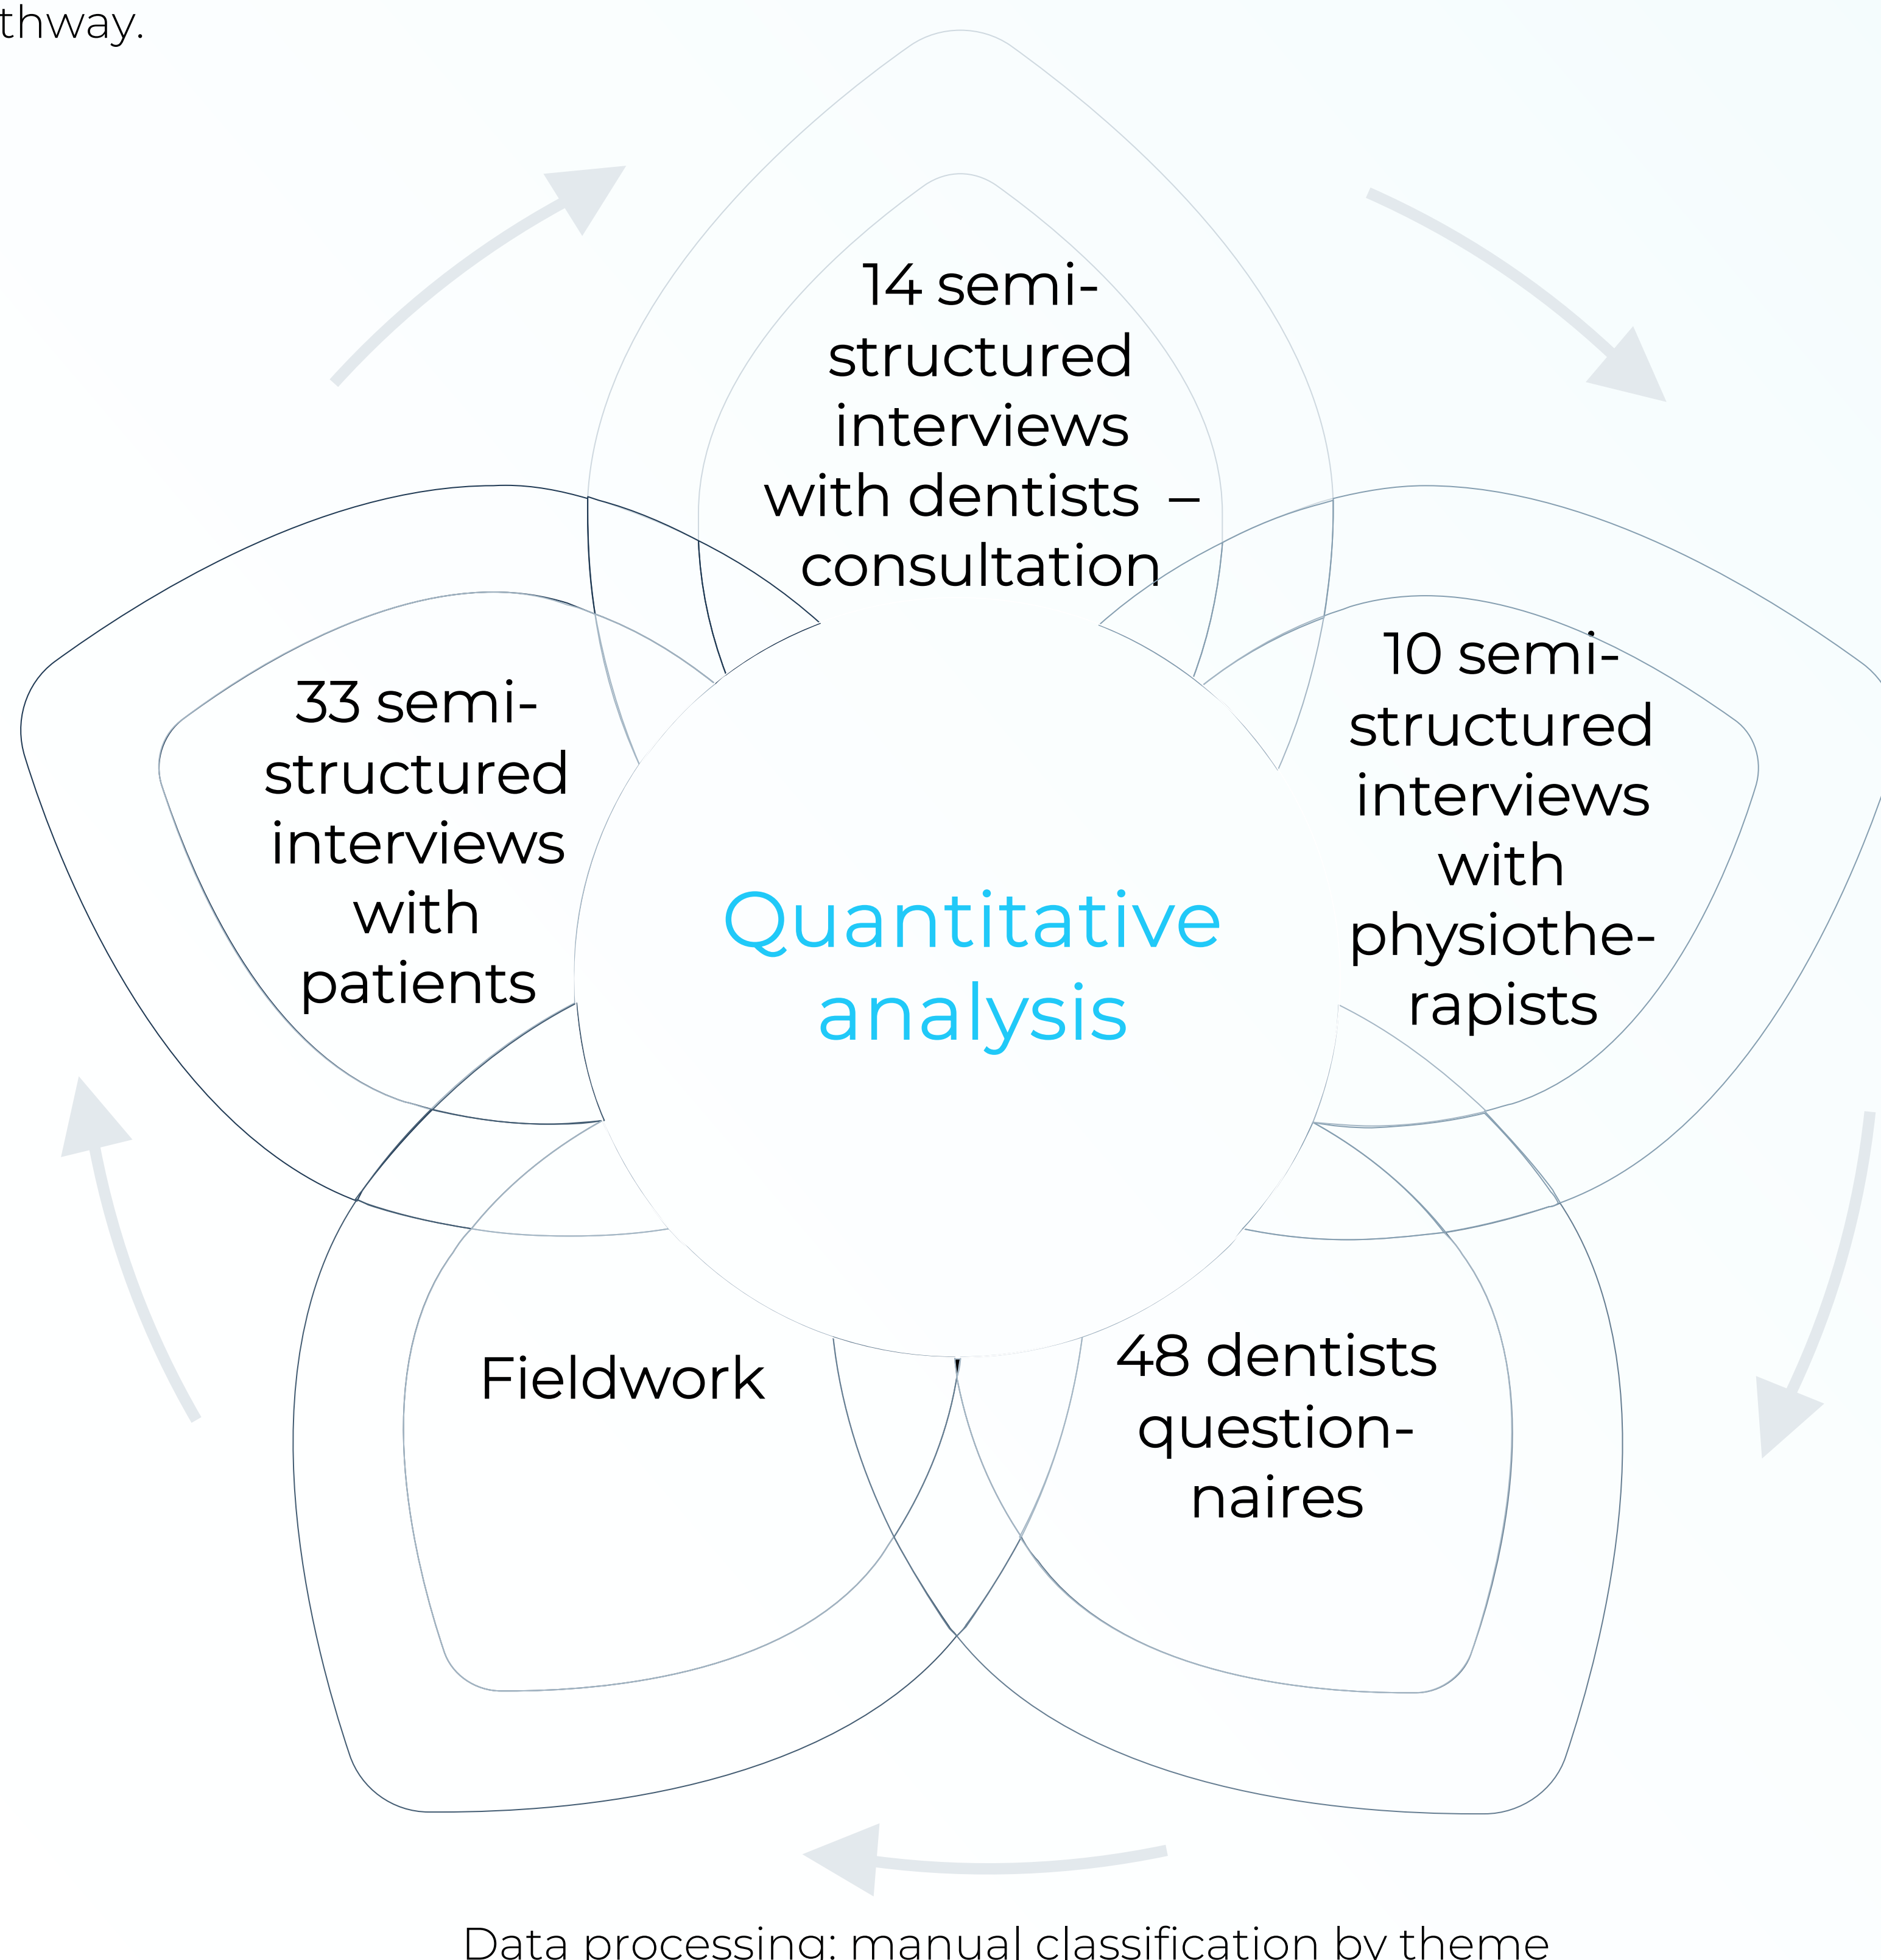 thway.
14 semi-
structured
interviews
with dentists –
consultation
10 semi-
structured
interviews
with
physiothe-
rapists
33 semi-
structured
interviews
with
patients
Quantitative
analysis
48 dentists
question-
naires
Fieldwork
Data processing: manual classification by theme